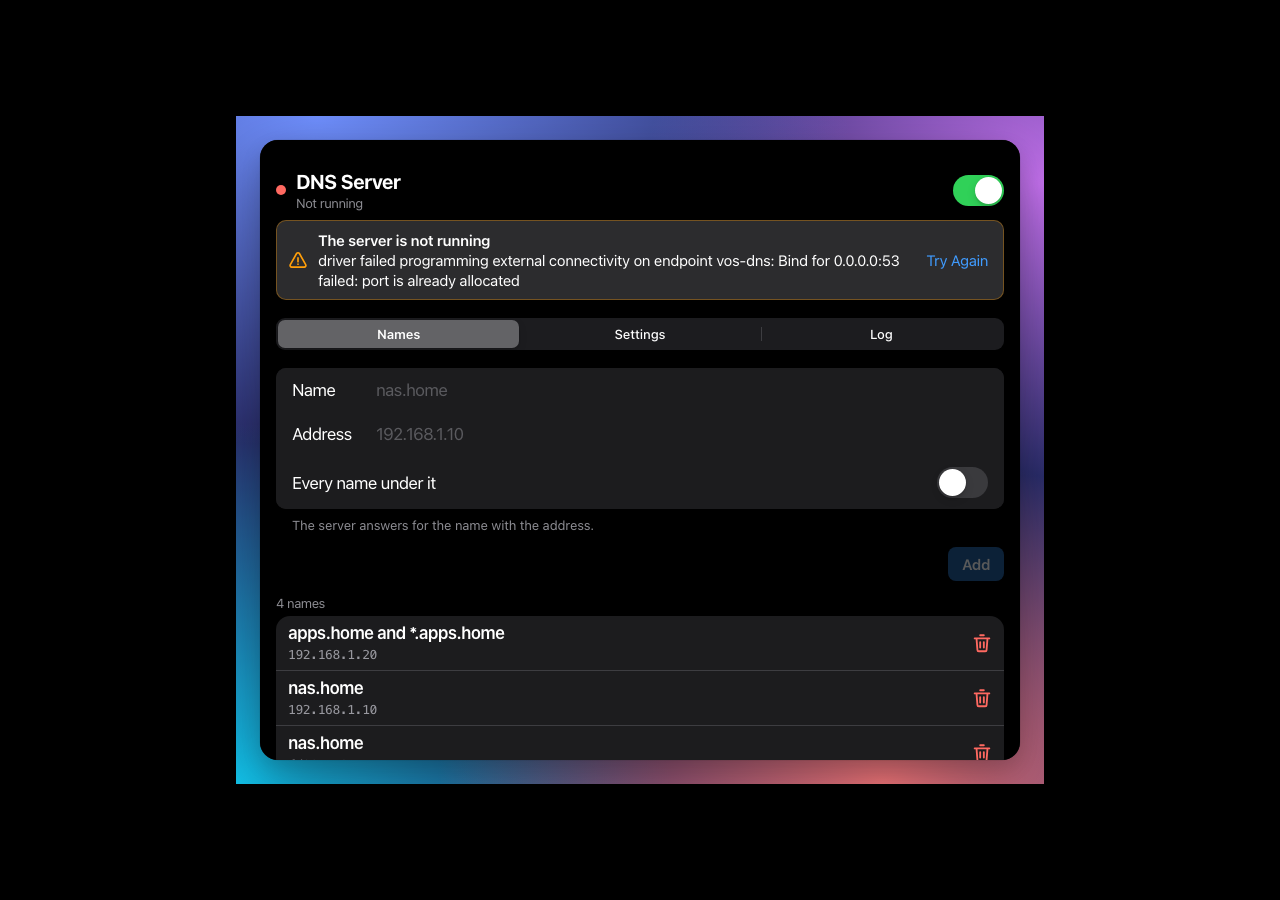 DNS Server
Not running
The server is not running
driver failed programming external connectivity on endpoint vos-dns: Bind for 0.0.0.0:53
failed: port is already allocated
Try Again
Names
Settings
Log
Name
nas.home
Address
192.168.1.10
Every name under it
The server answers for the name with the address.
Add
4 names
apps.home and *.apps.home
192.168.1.20
nas.home
192.168.1.10
nas.home